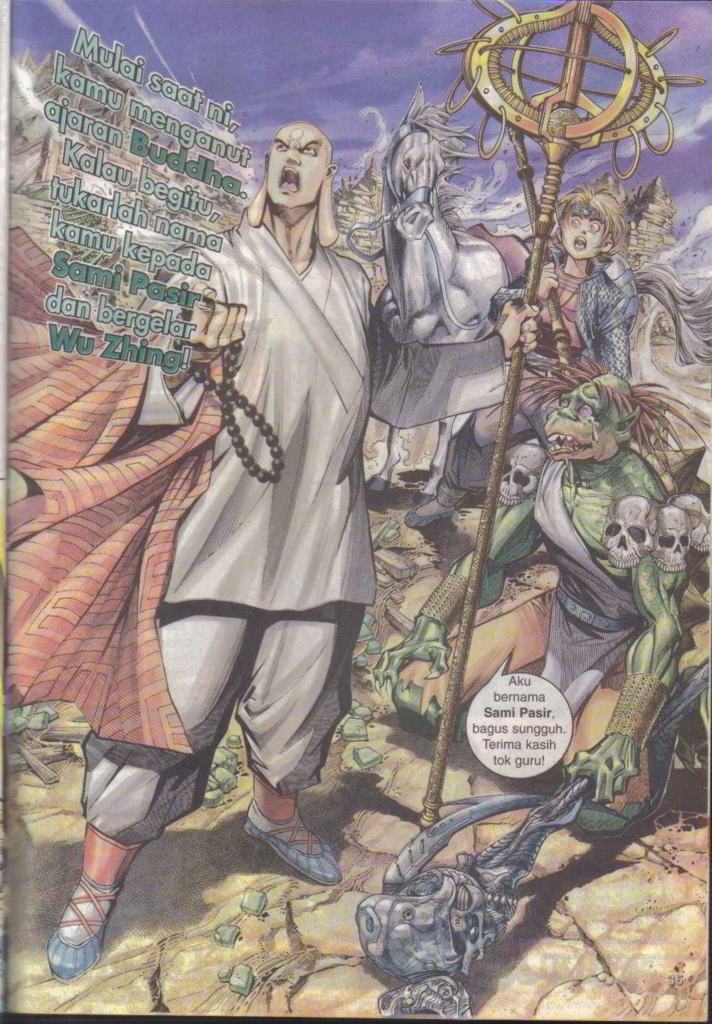 Mulai saat ni,
kamu menganut
ajaran Buddha.
Kalau begitu,
tukarlah nama
kamu kepada
Sami Pasir
dan bergelar
Wu Zhing!
Aku
bernama
Sami Pasir,
bagus sungguh.
Terima kasih
tok guru!
35